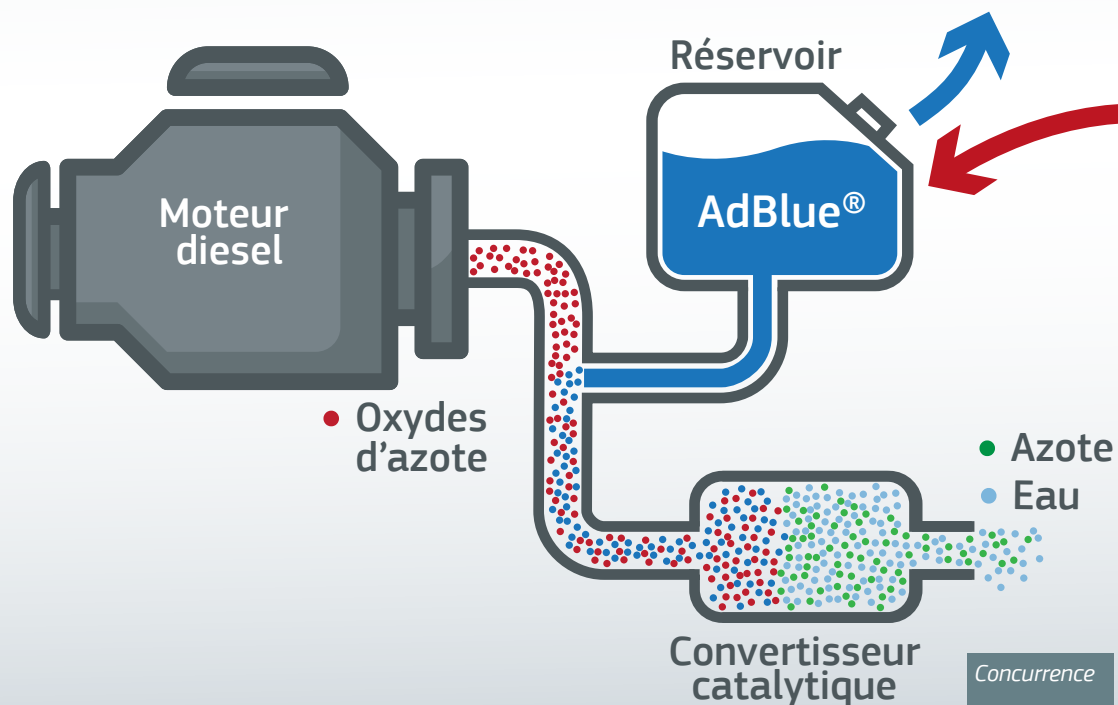 Réservoir
Moteur
diesel
AdBlue®
Oxydes
d'azote
Azote
Eau
Convertisseur
catalytique
Concurrence